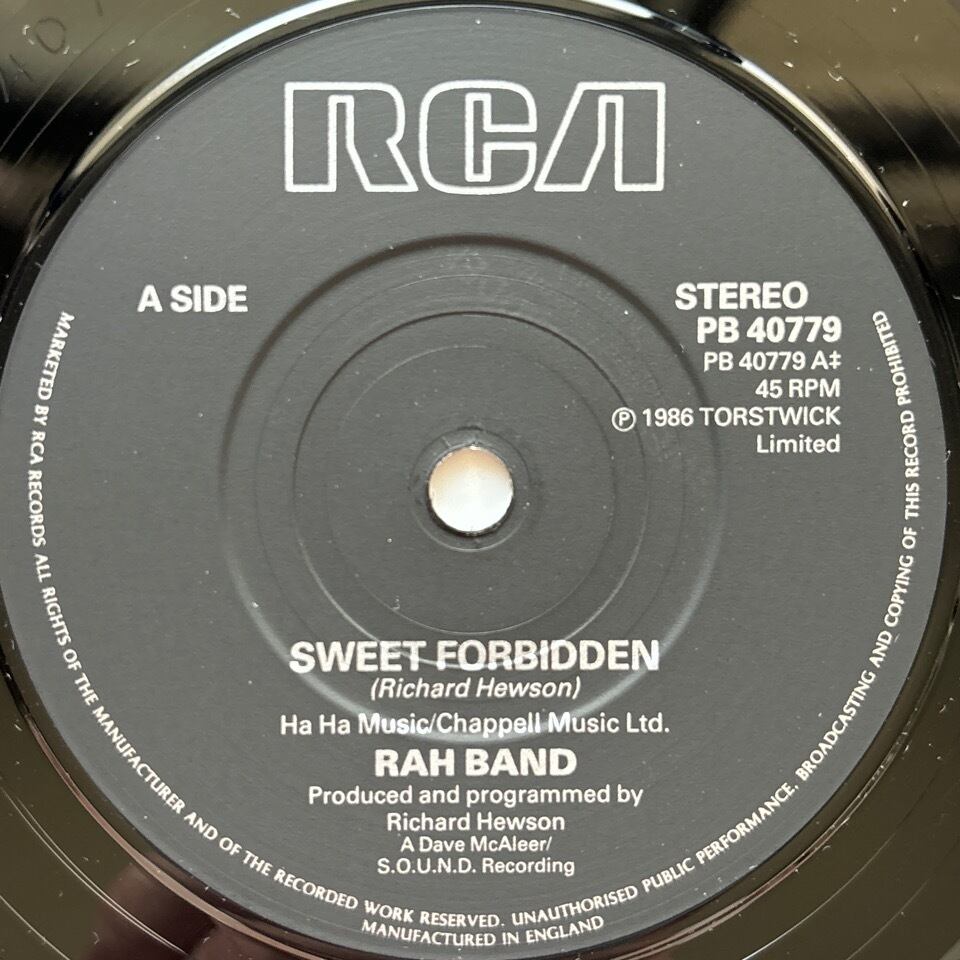 RCA
A SIDE
STEREO
PB 40779
PB 40779 A‡
45 RPM
℗ 1986 TORSTWICK
Limited
SWEET FORBIDDEN
(Richard Hewson)
Ha Ha Music/Chappell Music Ltd.
RAH BAND
Produced and programmed by
Richard Hewson
A Dave McAleer/
S.O.U.N.D. Recording
MARKETED BY RCA RECORDS. ALL RIGHTS OF THE MANUFACTURER AND OF THE RECORDED WORK RESERVED. UNAUTHORISED PUBLIC PERFORMANCE, BROADCASTING AND COPYING OF THIS RECORD PROHIBITED
MANUFACTURED IN ENGLAND